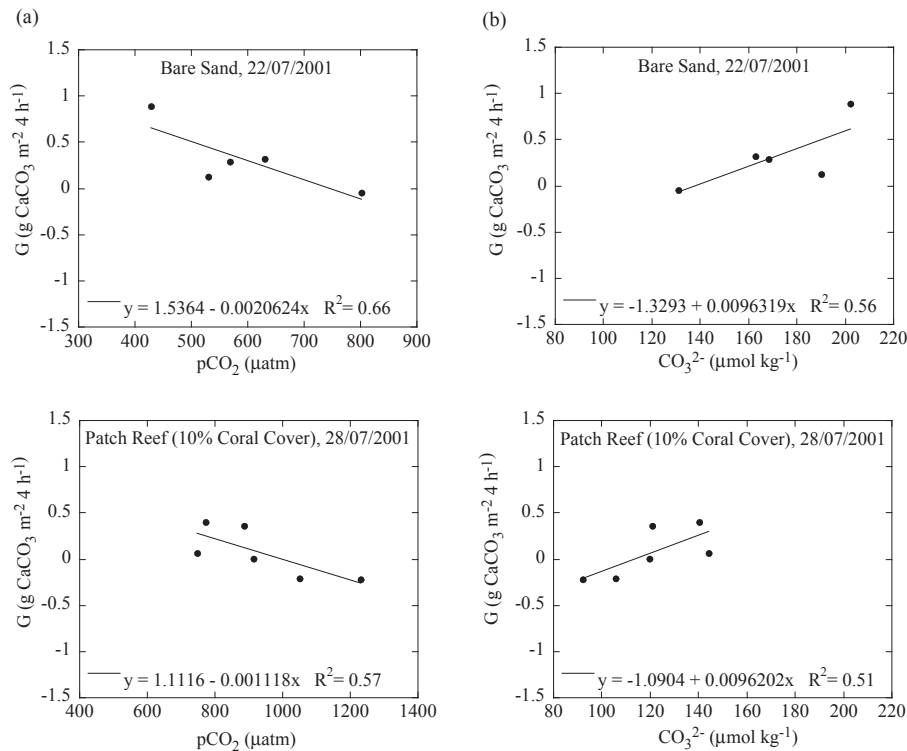 (a)
Bare Sand, 22/07/2001
1.5
1
0.5
0
-0.5
-1
-1.5
G (g CaCO₃ m⁻² 4 h⁻¹)
y = 1.5364 - 0.0020624x R²= 0.66
300 400 500 600 700 800 900
pCO₂ (µatm)
(b)
Bare Sand, 22/07/2001
1.5
1
0.5
0
-0.5
-1
-1.5
G (g CaCO₃ m⁻² 4 h⁻¹)
y = -1.3293 + 0.0096319x R²= 0.56
80 100 120 140 160 180 200 220
CO₃²⁻ (µmol kg⁻¹)
Patch Reef (10% Coral Cover), 28/07/2001
1.5
1
0.5
0
-0.5
-1
-1.5
G (g CaCO₃ m⁻² 4 h⁻¹)
y = 1.1116 - 0.001118x R²= 0.57
400 600 800 1000 1200 1400
pCO₂ (µatm)
Patch Reef (10% Coral Cover), 28/07/2001
1.5
1
0.5
0
-0.5
-1
-1.5
G (g CaCO₃ m⁻² 4 h⁻¹)
y = -1.0904 + 0.0096202x R²= 0.51
80 100 120 140 160 180 200 220
CO₃²⁻ (µmol kg⁻¹)